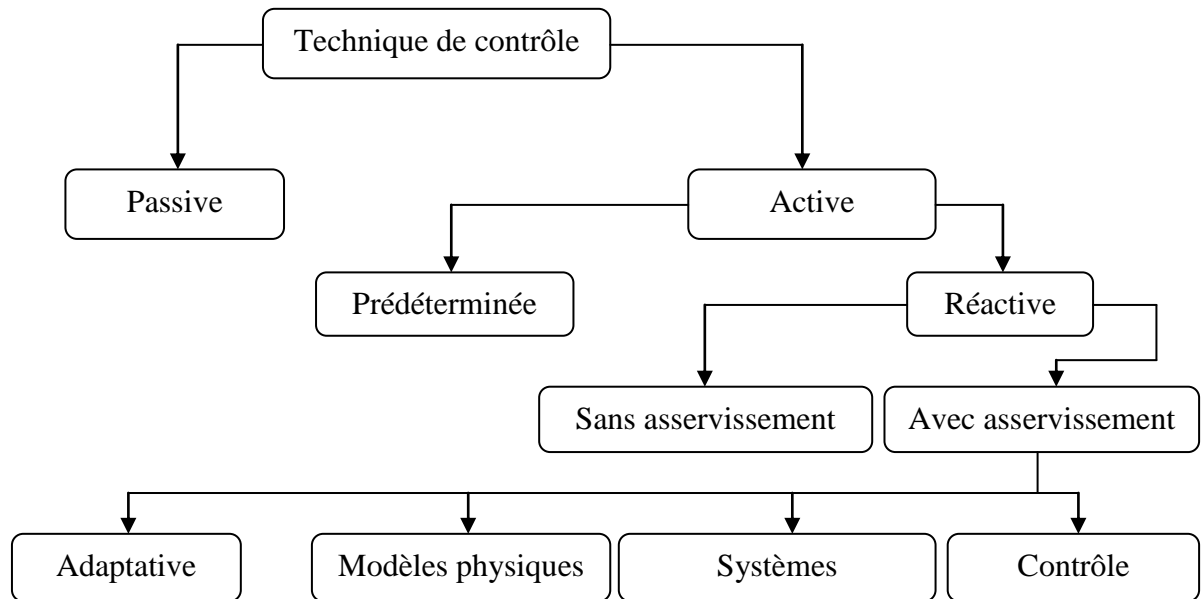 Technique de contrôle
Passive
Active
Prédéterminée
Réactive
Sans asservissement
Avec asservissement
Adaptative
Modèles physiques
Systèmes
Contrôle